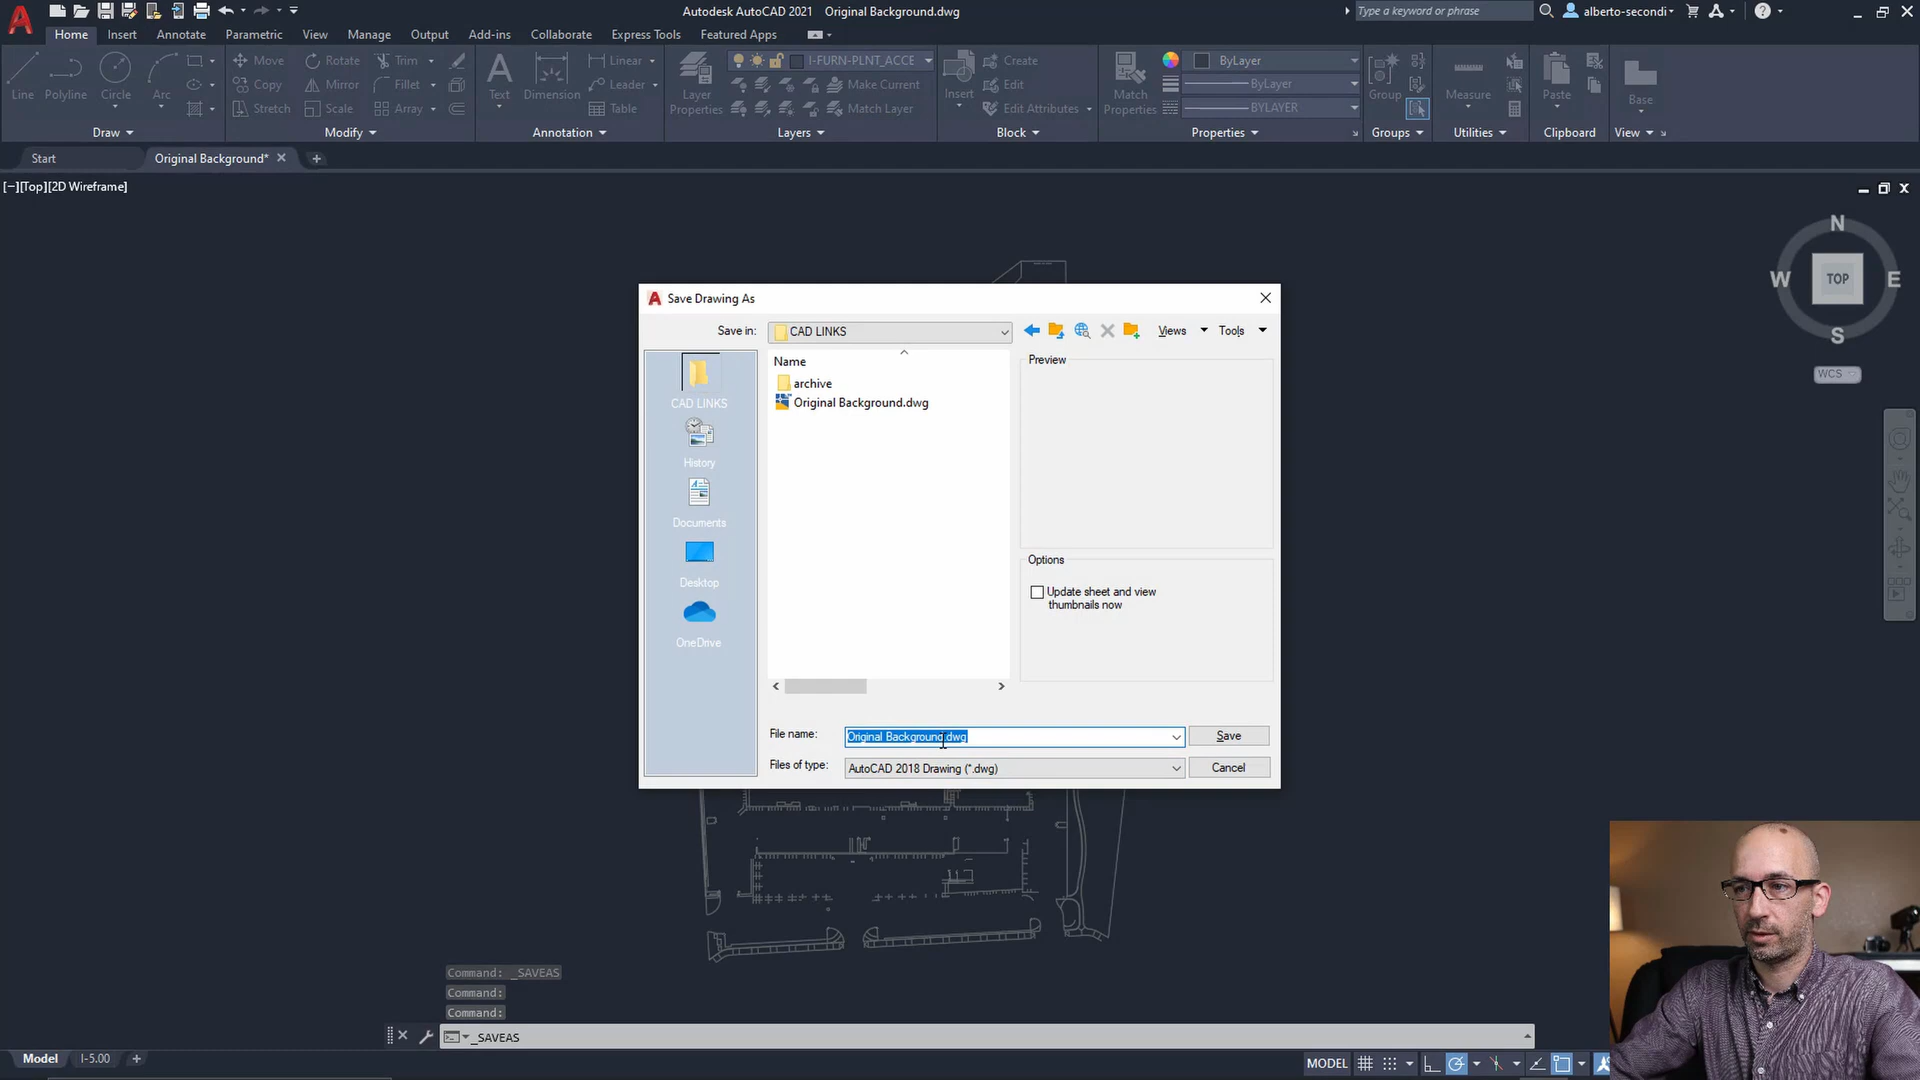 Autodesk AutoCAD 2021 Original Background.dwg
Type a keyword or phrase
alberto-secondi
Home Insert Annotate Parametric View Manage Output Add-ins Collaborate Express Tools Featured Apps
Line
Polyline
Circle
Arc
Draw
Move
Copy
Stretch
Rotate
Mirror
Scale
Trim
Fillet
Array
Modify
Text
Dimension
Linear
Leader
Table
Annotation
Layer
Properties
I-FURN-PLNT_ACCE
Make Current
Match Layer
Layers
Insert
Create
Edit
Edit Attributes
Block
Match
Properties
ByLayer
ByLayer
BYLAYER
Properties
Group
Groups
Measure
Utilities
Paste
Clipboard
Base
View
Start
Original Background*
[−][Top][2D Wireframe]
N
W
TOP
E
S
WCS
Save Drawing As
Save in:
CAD LINKS
Views
Tools
CAD LINKS
History
Documents
Desktop
OneDrive
Name
archive
Original Background.dwg
Preview
Options
Update sheet and view
thumbnails now
File name:
Original Background.dwg
Save
Files of type:
AutoCAD 2018 Drawing (*.dwg)
Cancel
Command: _SAVEAS
Command:
Command:
_SAVEAS
Model
I-5.00
MODEL